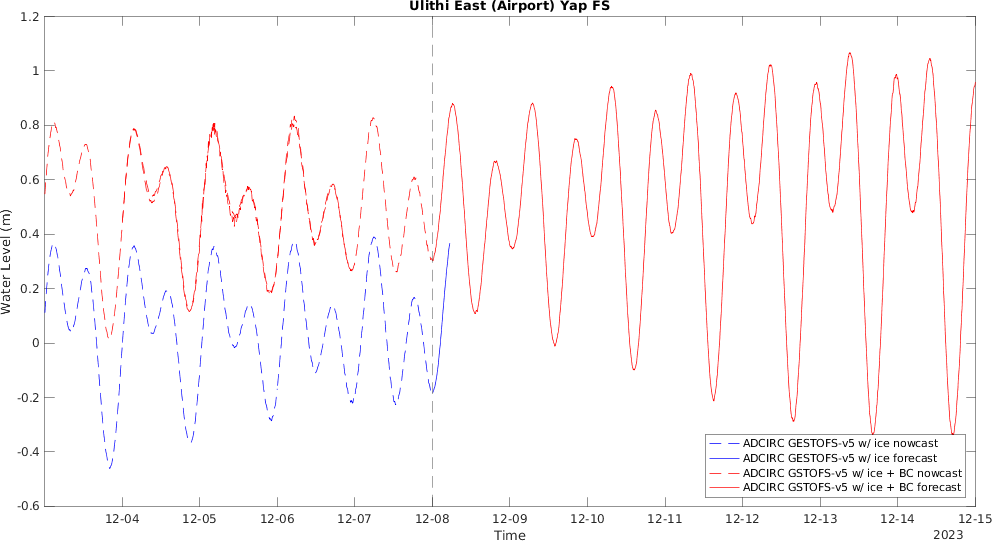 Ulithi East (Airport) Yap FS
Water Level (m)
1.2
1
0.8
0.6
0.4
0.2
0
-0.2
-0.4
-0.6
ADCIRC GESTOFS-v5 w/ ice nowcast
ADCIRC GESTOFS-v5 w/ ice forecast
ADCIRC GSTOFS-v5 w/ ice + BC nowcast
ADCIRC GSTOFS-v5 w/ ice + BC forecast
12-04 12-05 12-06 12-07 12-08 12-09 12-10 12-11 12-12 12-13 12-14 12-15
Time
2023